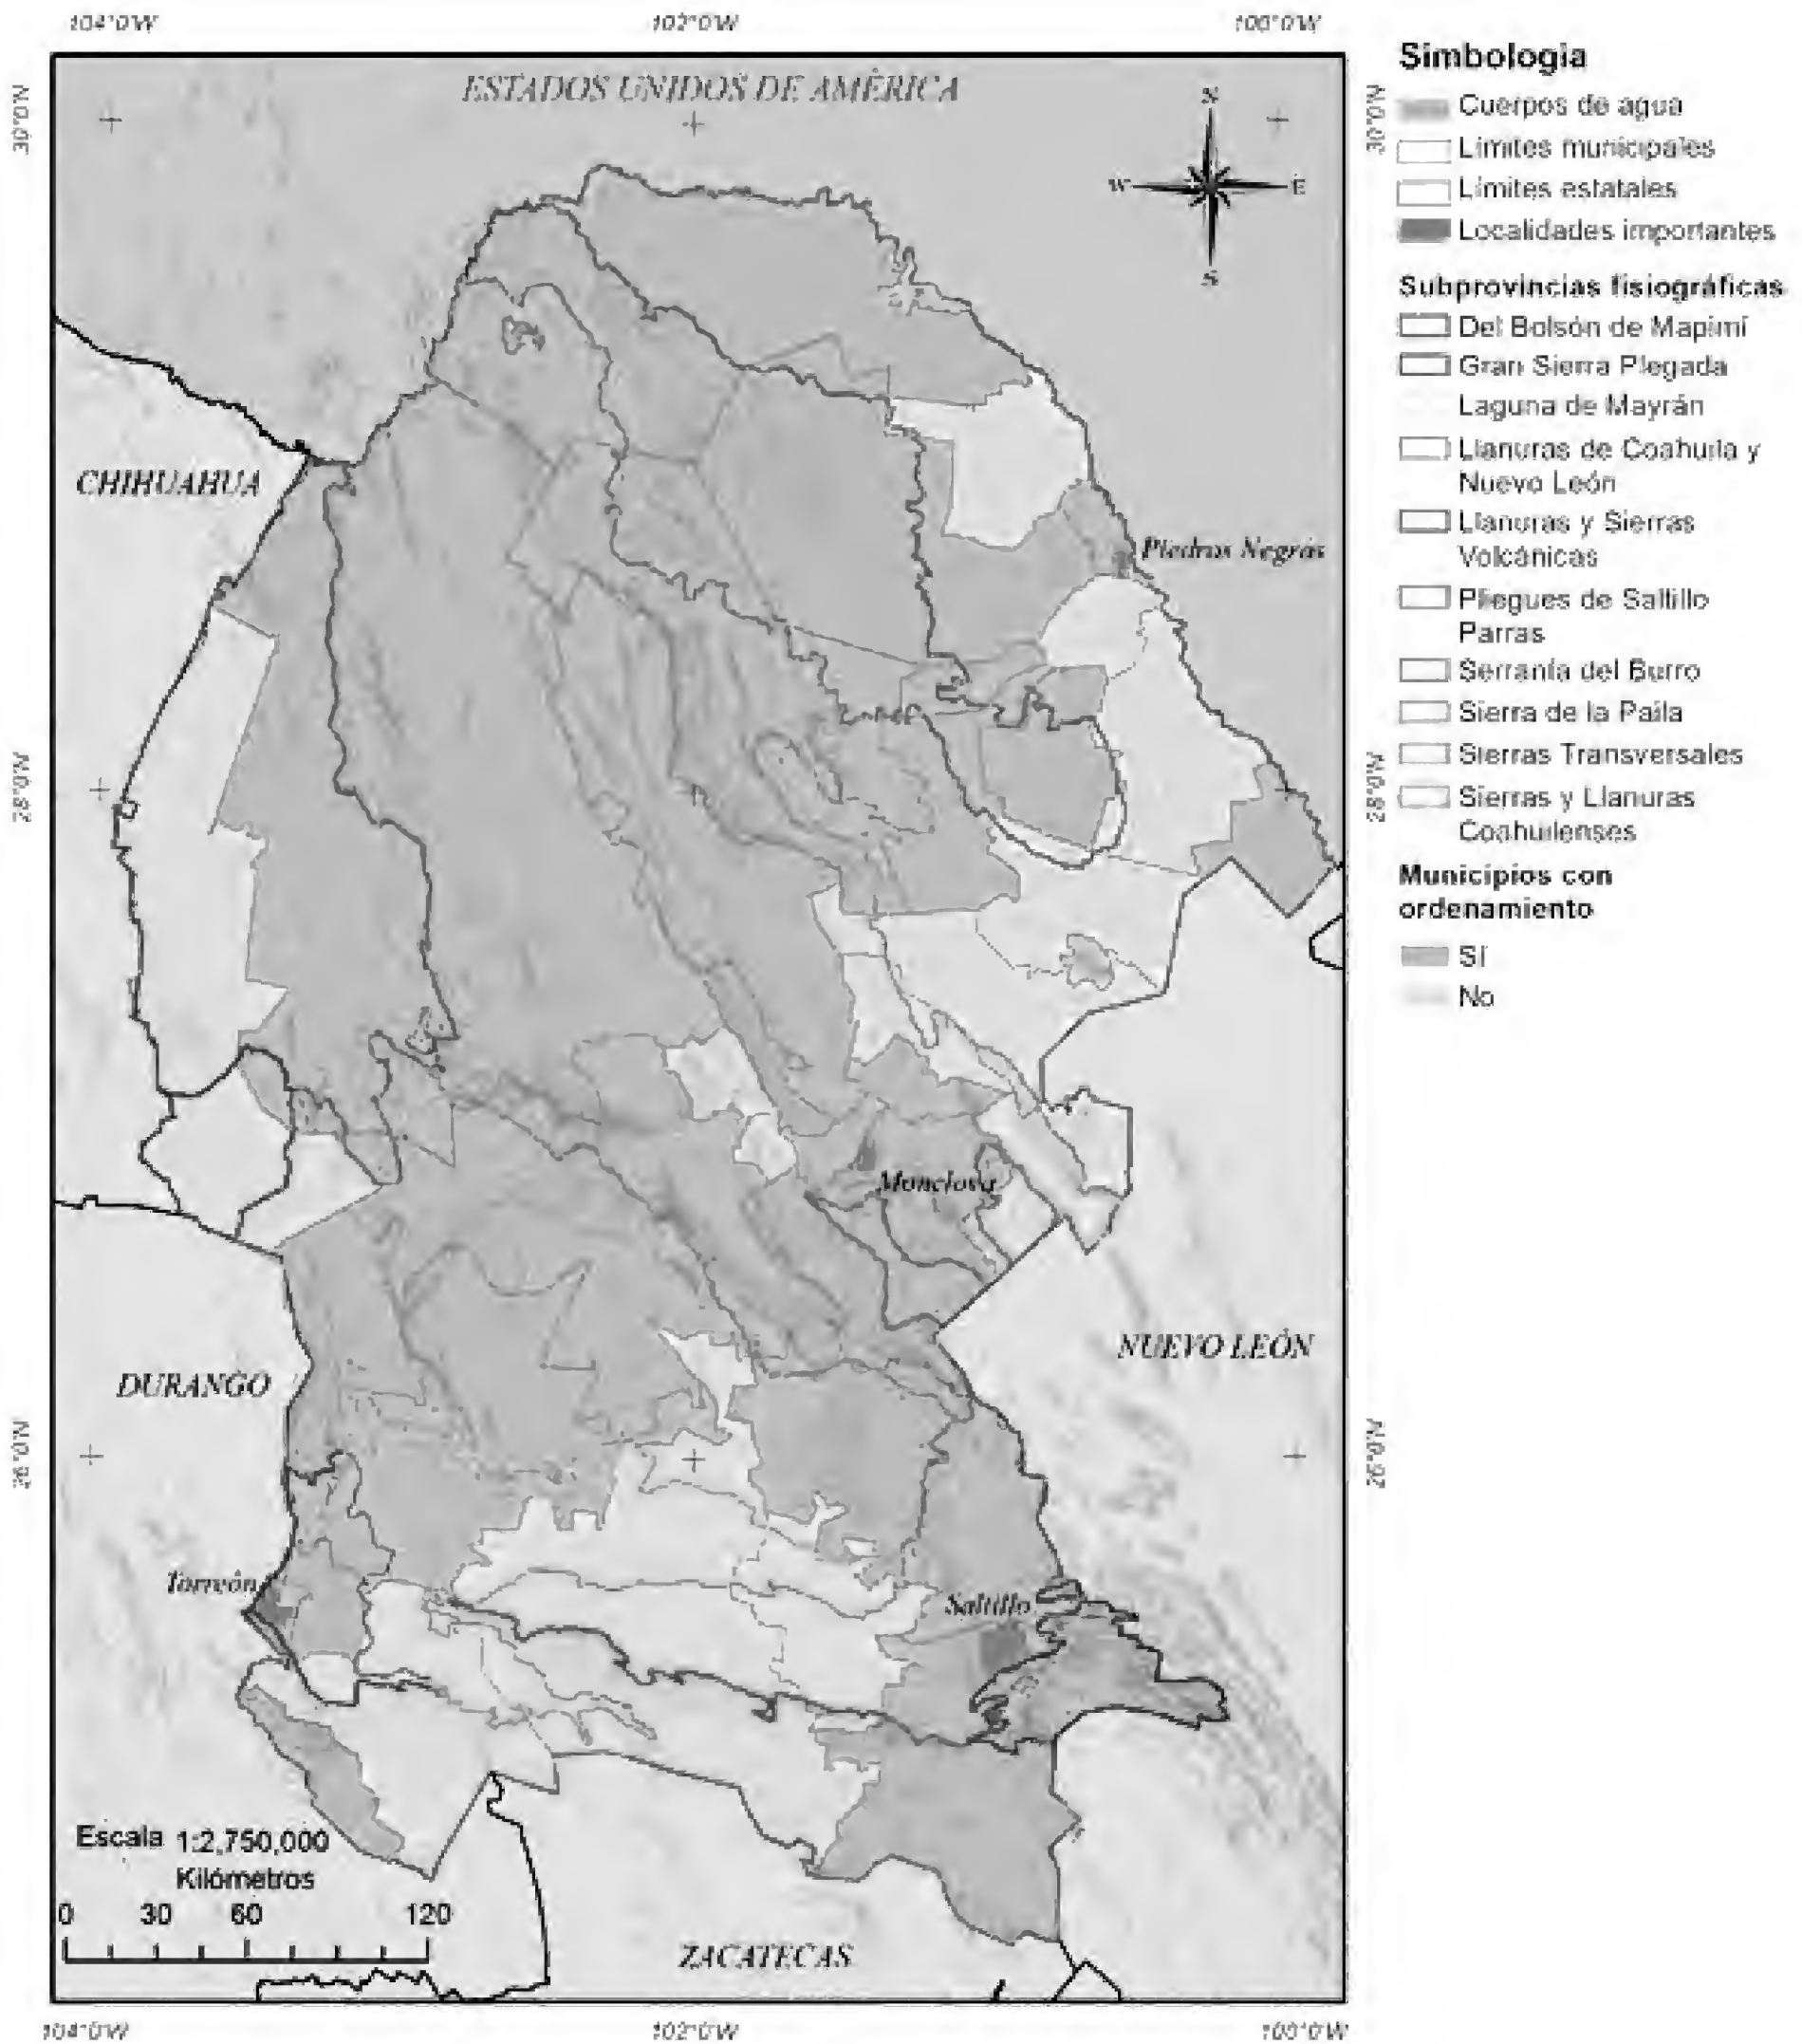 104°0'W 102°0'W 100°0'W
ESTADOS UNIDOS DE AMÉRICA
N
W E
S
30°0'N 30°0'N
CHIHUAHUA
Piedras Negras
28°0'N 28°0'N
Monclova
NUEVO LEÓN
DURANGO
26°0'N 26°0'N
Torreón
Saltillo
Escala 1:2,750,000
Kilómetros
0 30 60 120
ZACATECAS
104°0'W 102°0'W 100°0'W
Simbología
Cuerpos de agua
Límites municipales
Límites estatales
Localidades importantes
Subprovincias fisiográficas
Del Bolsón de Mapimí
Gran Sierra Plegada
Laguna de Mayrán
Llanuras de Coahuila y
Nuevo León
Llanuras y Sierras
Volcánicas
Pliegues de Saltillo
Parras
Serranía del Burro
Sierra de la Paila
Sierras Transversales
Sierras y Llanuras
Coahuilenses
Municipios con
ordenamiento
Sí
No